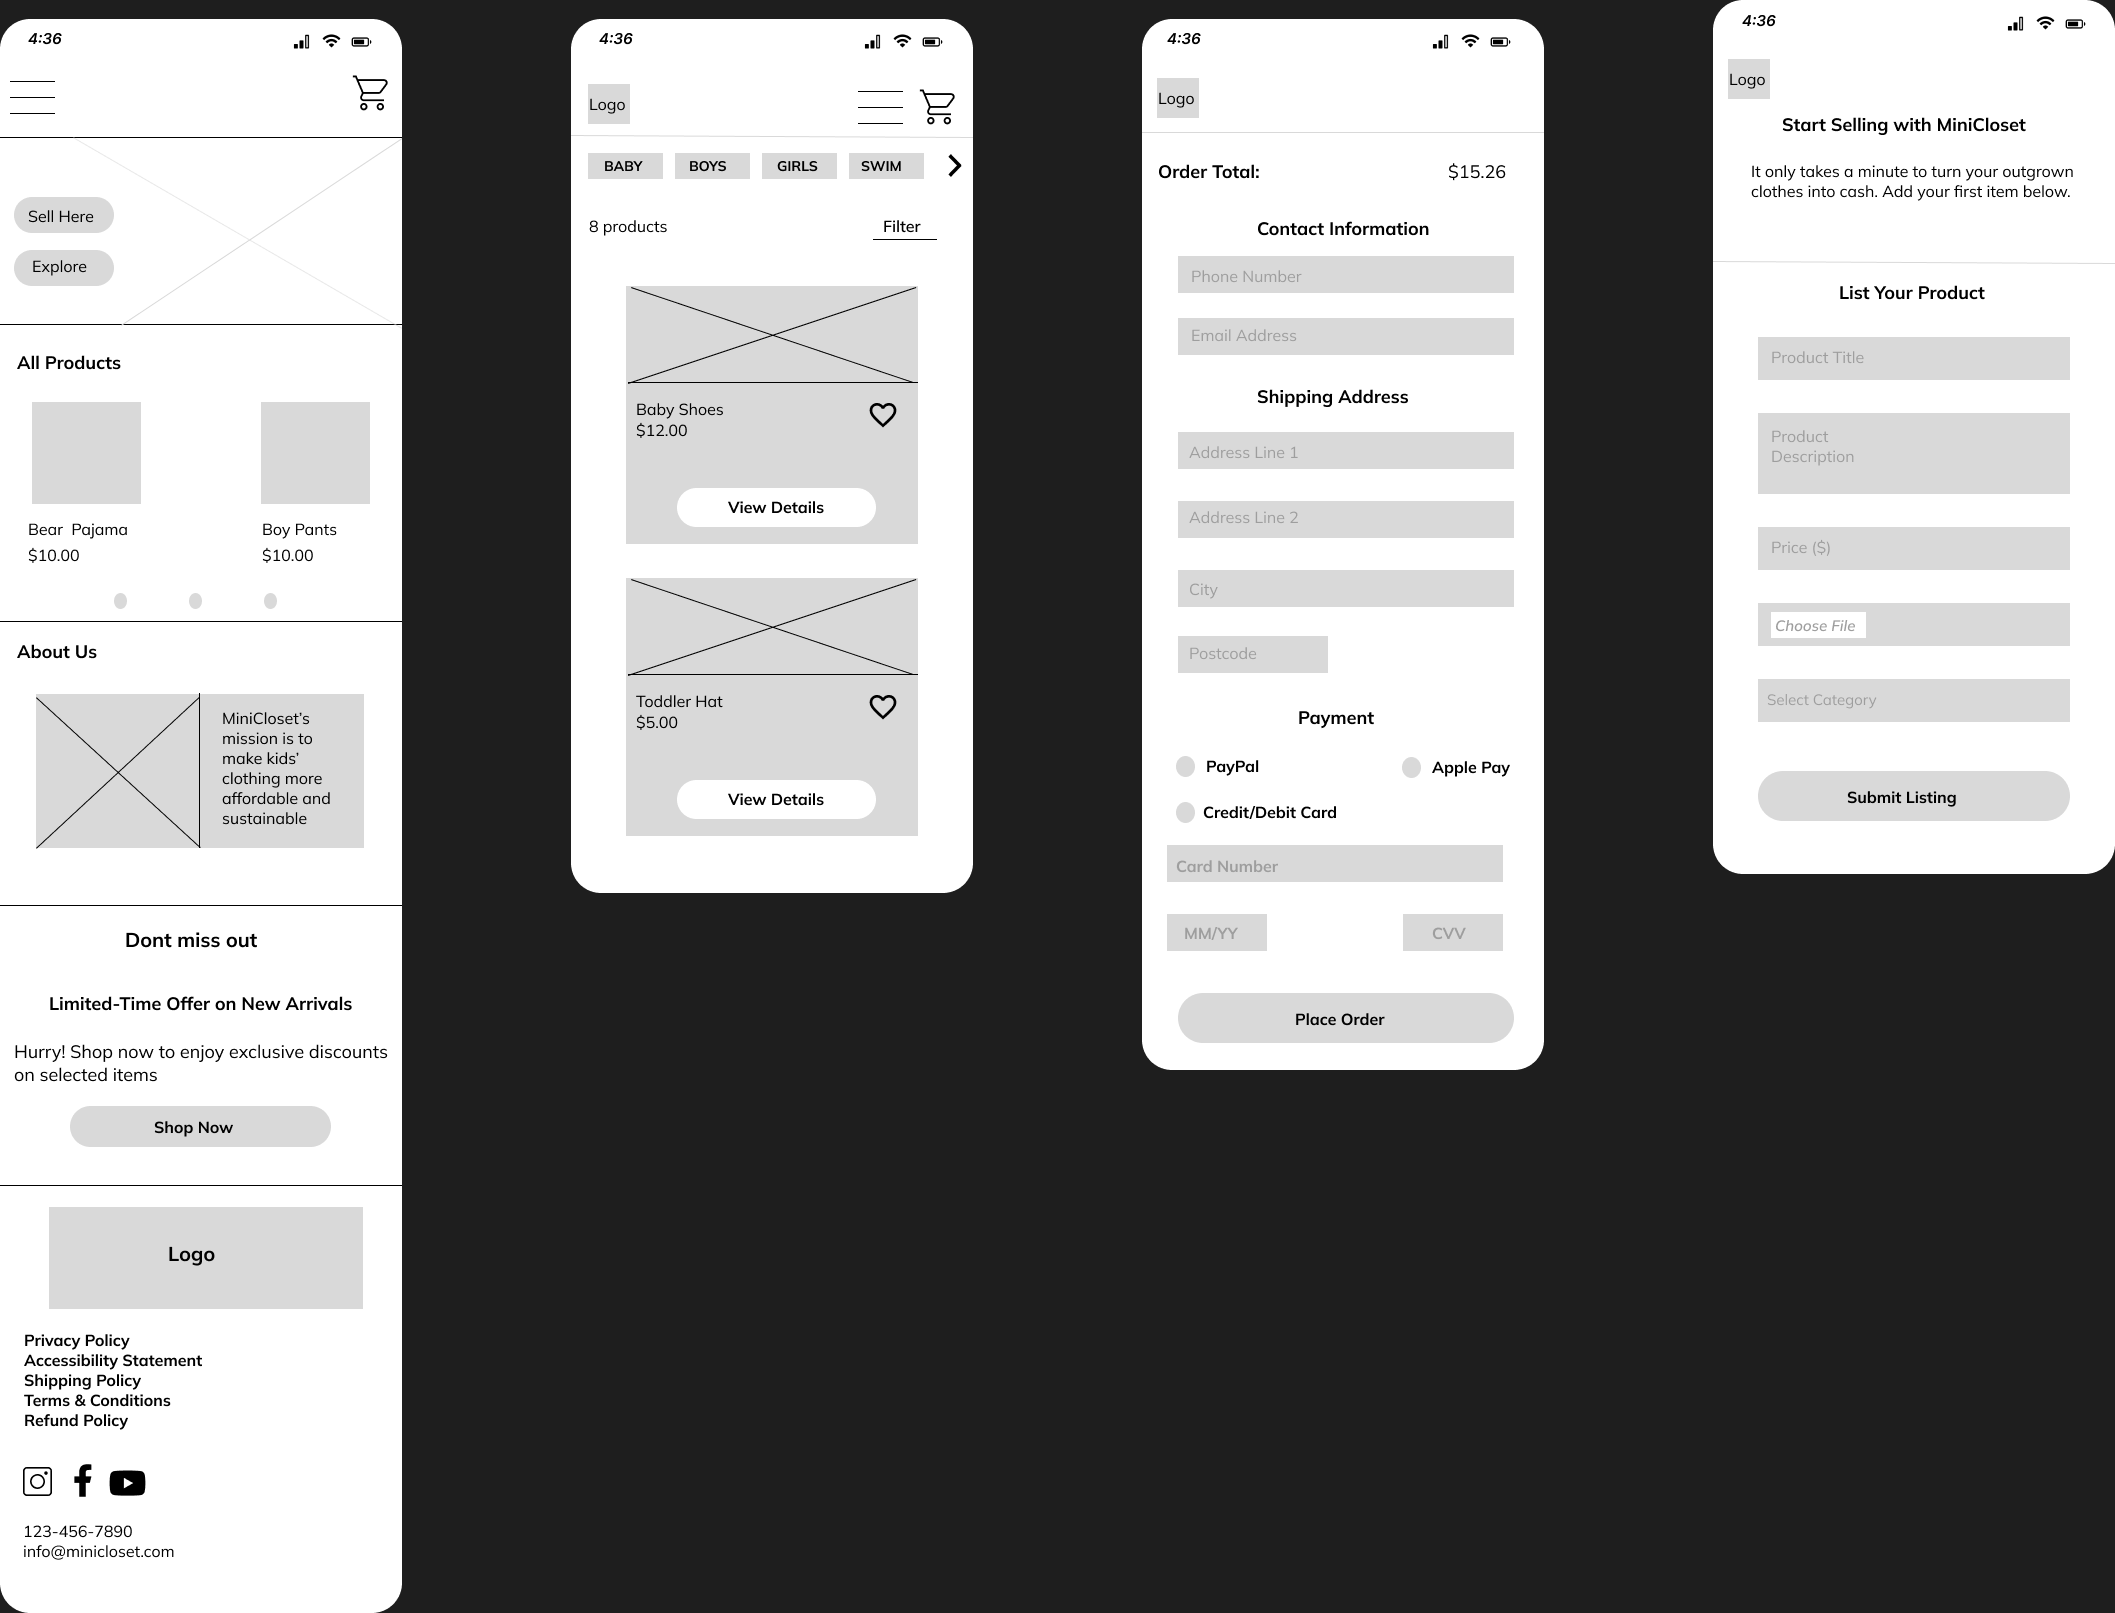 4:36
Sell Here
Explore
All Products
Bear  Pajama
$10.00
Boy Pants
$10.00
About Us
MiniCloset's
mission is to
make kids'
clothing more
affordable and
sustainable
Dont miss out
Limited-Time Offer on New Arrivals
Hurry! Shop now to enjoy exclusive discounts
on selected items
Shop Now
Logo
Privacy Policy
Accessibility Statement
Shipping Policy
Terms & Conditions
Refund Policy
123-456-7890
info@minicloset.com
4:36
Logo
BABY BOYS GIRLS SWIM
8 products Filter
Baby Shoes
$12.00
View Details
Toddler Hat
$5.00
View Details
4:36
Logo
Order Total: $15.26
Contact Information
Phone Number
Email Address
Shipping Address
Address Line 1
Address Line 2
City
Postcode
Payment
PayPal Apple Pay
Credit/Debit Card
Card Number
MM/YY CVV
Place Order
4:36
Logo
Start Selling with MiniCloset
It only takes a minute to turn your outgrown
clothes into cash. Add your first item below.
List Your Product
Product Title
Product
Description
Price ($)
Choose File
Select Category
Submit Listing